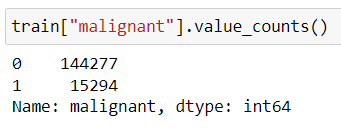 train["malignant"].value_counts()
0    144277
1     15294
Name: malignant, dtype: int64